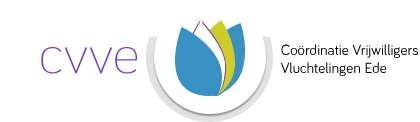 cvve
Coördinatie Vrijwilligers
Vluchtelingen Ede